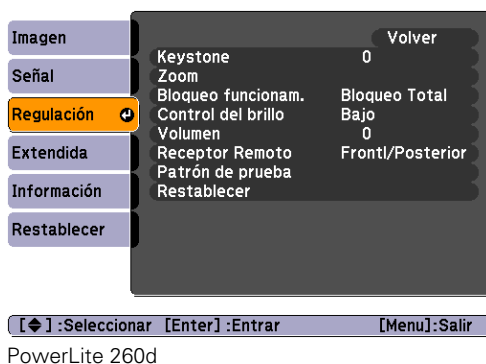 Imagen
Señal
Regulación
Extendida
Información
Restablecer
Volver
Keystone 0
Zoom
Bloqueo funcionam. Bloqueo Total
Control del brillo Bajo
Volumen 0
Receptor Remoto Frontl/Posterior
Patrón de prueba
Restablecer
[◆] :Seleccionar [Enter] :Entrar [Menu]:Salir
PowerLite 260d